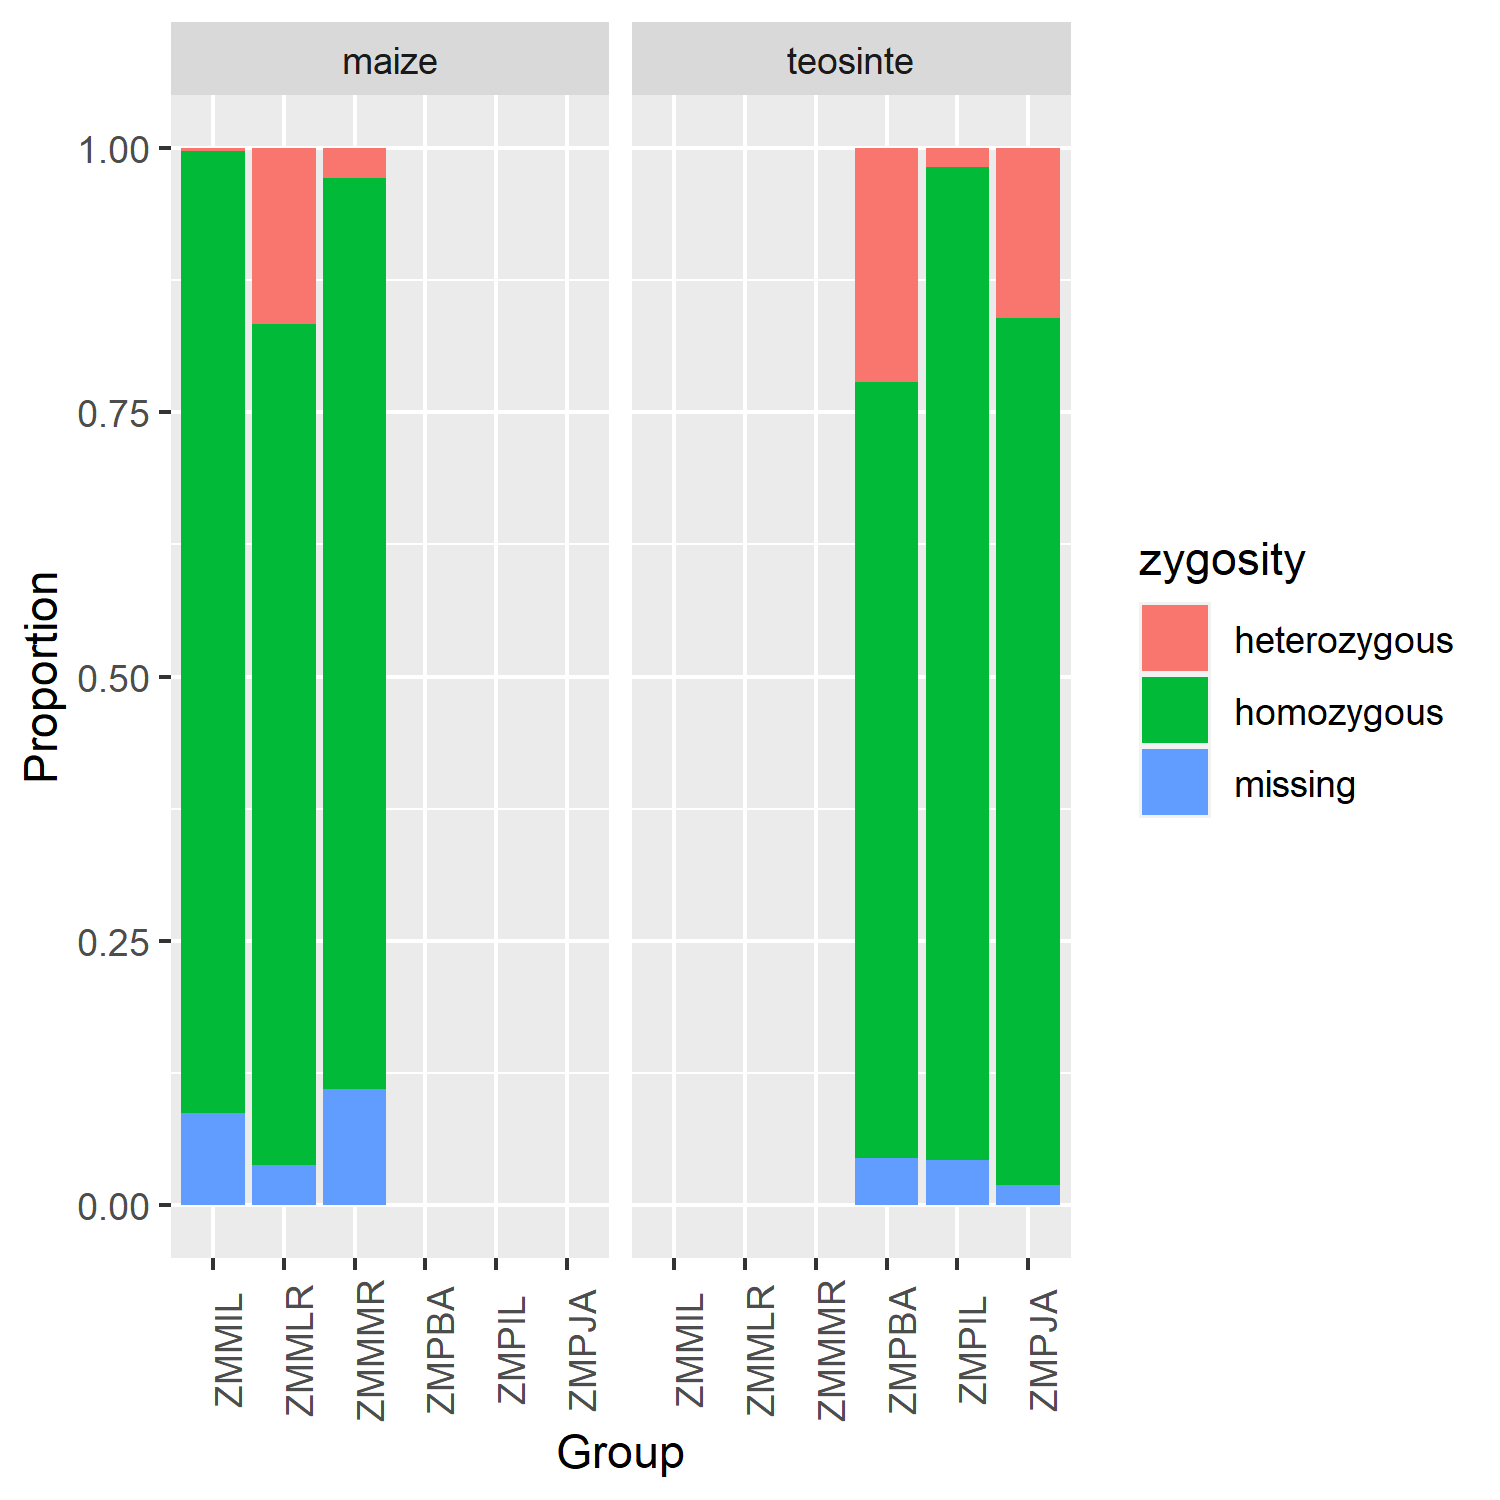 maize
teosinte
1.00
0.75
0.50
0.25
0.00
Proportion
ZMMIL
ZMMLR
ZMMMR
ZMPBA
ZMPIL
ZMPJA
ZMMIL
ZMMLR
ZMMMR
ZMPBA
ZMPIL
ZMPJA
Group
zygosity
heterozygous
homozygous
missing